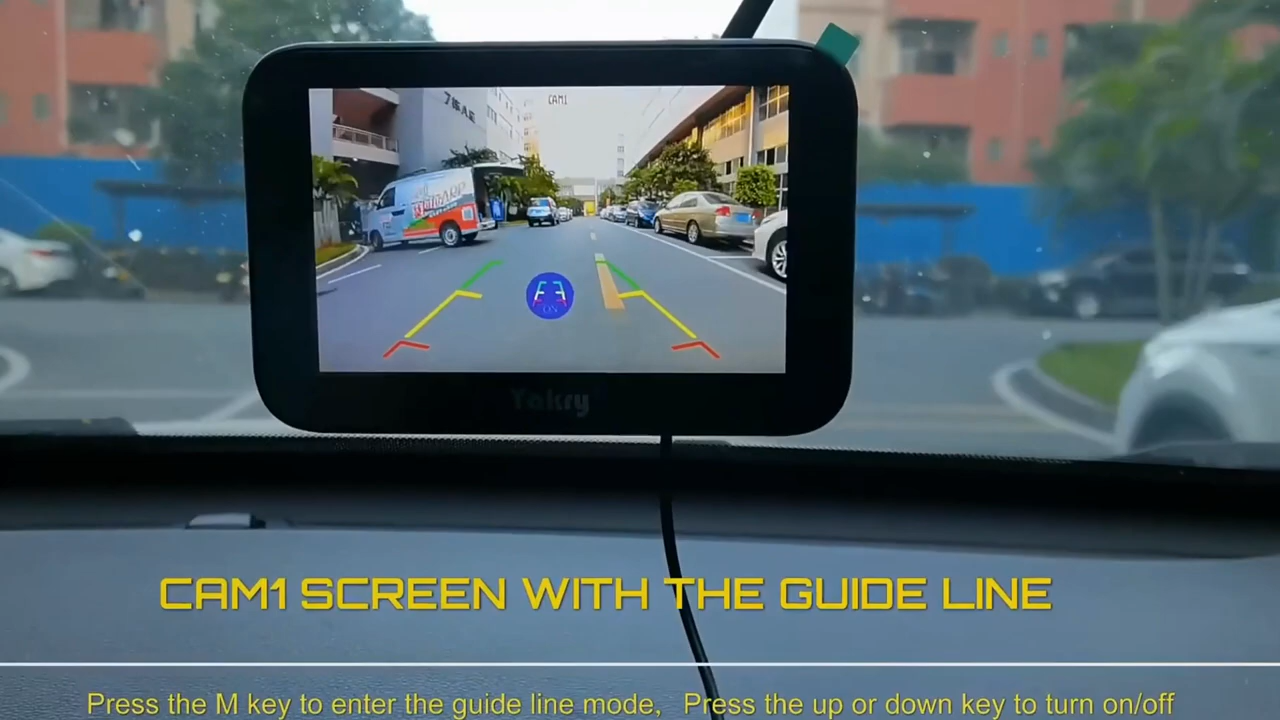 CAM1
Yakry
CAM1 SCREEN WITH THE GUIDE LINE
Press the M key to enter the guide line mode, Press the up or down key to turn on/off